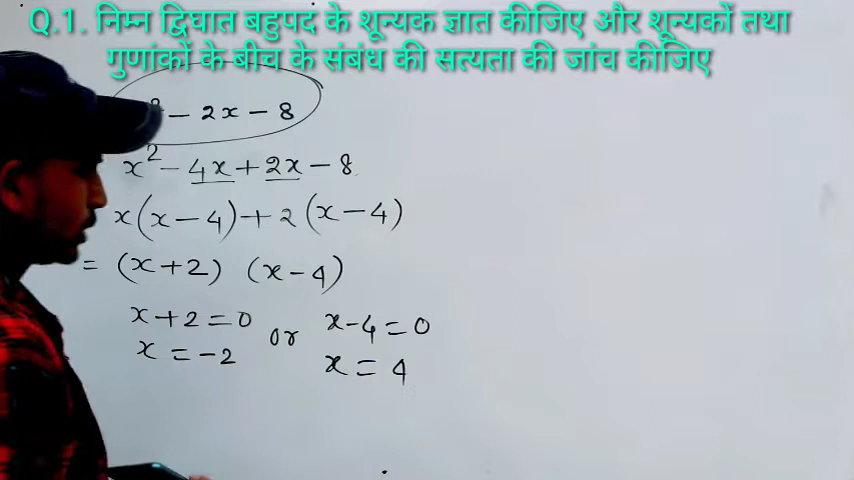 Q.1. निम्न द्विघात बहुपद के शून्यक ज्ञात कीजिए और शून्यकों तथा
गुणांकों के बीच के संबंध की सत्यता की जांच कीजिए
- 2x - 8
x² - 4x + 2x - 8
x(x - 4) + 2(x - 4)
= (x + 2) (x - 4)
x + 2 = 0 or x - 4 = 0
x = -2 x = 4